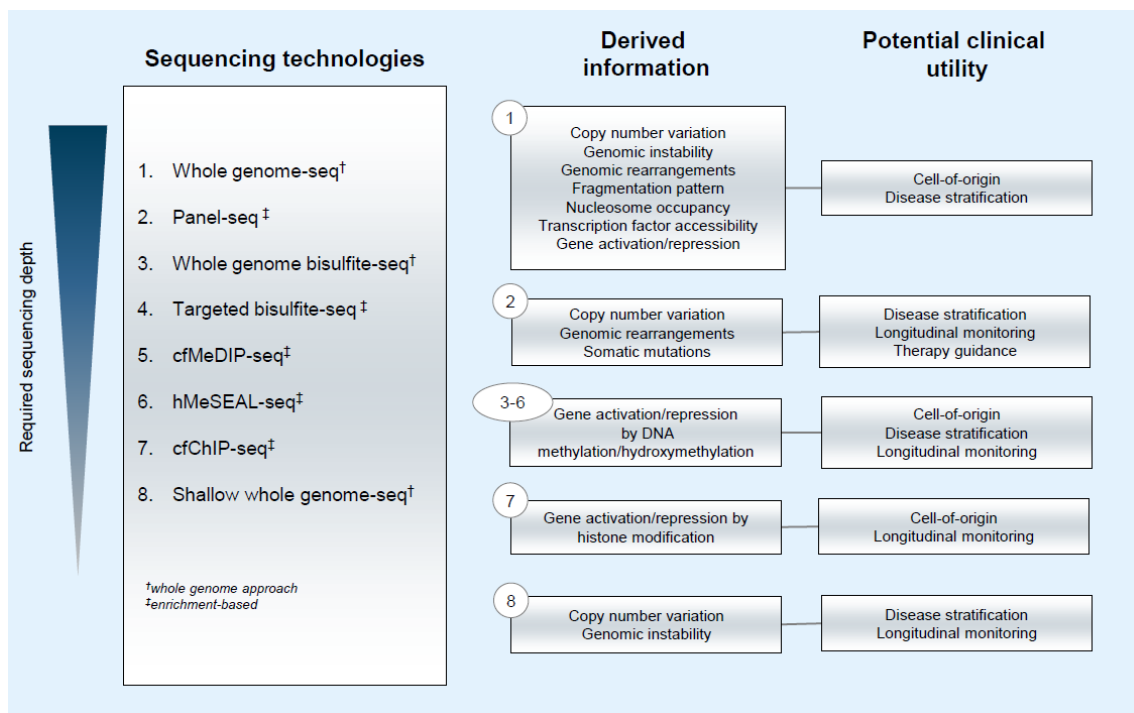 Sequencing technologies
Derived
information
Potential clinical
utility
Required sequencing depth
1. Whole genome-seq†
2. Panel-seq‡
3. Whole genome bisulfite-seq†
4. Targeted bisulfite-seq‡
5. cfMeDIP-seq‡
6. hMeSEAL-seq‡
7. cfChIP-seq‡
8. Shallow whole genome-seq†
†whole genome approach
‡enrichment-based
1
Copy number variation
Genomic instability
Genomic rearrangements
Fragmentation pattern
Nucleosome occupancy
Transcription factor accessibility
Gene activation/repression
Cell-of-origin
Disease stratification
2
Copy number variation
Genomic rearrangements
Somatic mutations
Disease stratification
Longitudinal monitoring
Therapy guidance
3-6
Gene activation/repression
by DNA
methylation/hydroxymethylation
Cell-of-origin
Disease stratification
Longitudinal monitoring
7
Gene activation/repression by
histone modification
Cell-of-origin
Longitudinal monitoring
8
Copy number variation
Genomic instability
Disease stratification
Longitudinal monitoring